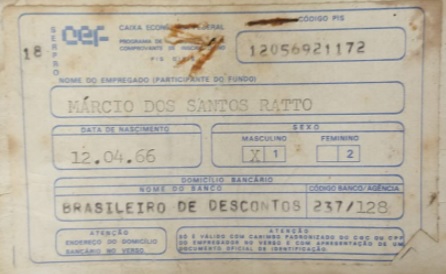 CÓDIGO PIS
SERPRO
18
CEF CAIXA ECONÔMICA FEDERAL
PROGRAMA DE
COMPROVANTE DE
12056921172
NOME DO EMPREGADO (PARTICIPANTE DO FUNDO)
MÁRCIO DOS SANTOS RATTO
DATA DE NASCIMENTO
SEXO
MASCULINO FEMININO
12.04.66
X 1 2
DOMICÍLIO BANCÁRIO
NOME DO BANCO CÓDIGO BANCO/AGÊNCIA
BRASILEIRO DE DESCONTOS 237/128
ATENÇÃO
ENDEREÇO DO DOMICÍLIO
BANCÁRIO NO VERSO
ATENÇÃO
SÓ É VÁLIDO COM CARIMBO PADRONIZADO DO CGC OU CPF
DO EMPREGADOR NO VERSO E COM APRESENTAÇÃO DE UM
DOCUMENTO OFICIAL DE IDENTIFICAÇÃO.